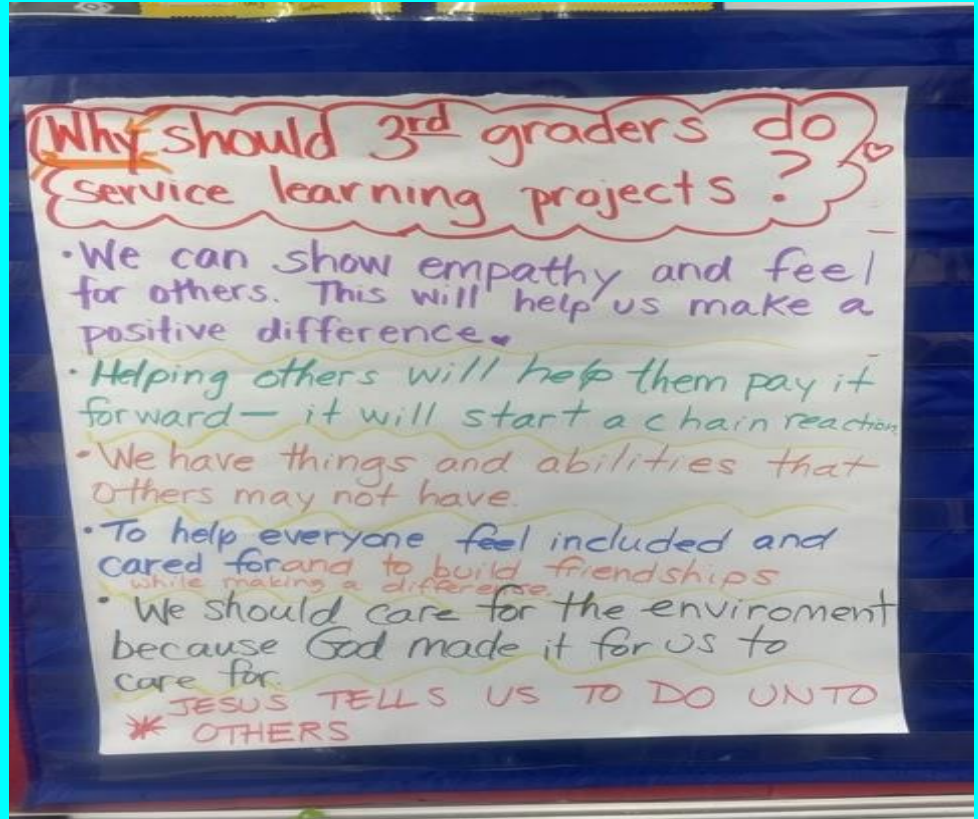 Why should 3rd graders do
service learning projects?
• We can show empathy and feel
for others. This will help us make a
positive difference.
• Helping others will help them pay it
forward— it will start a chain reaction
• We have things and abilities that
others may not have.
• To help everyone feel included and
cared for and to build friendships
while making a difference.
• We should care for the enviroment
because God made it for us to
care for.
JESUS TELLS US TO DO UNTO
* OTHERS